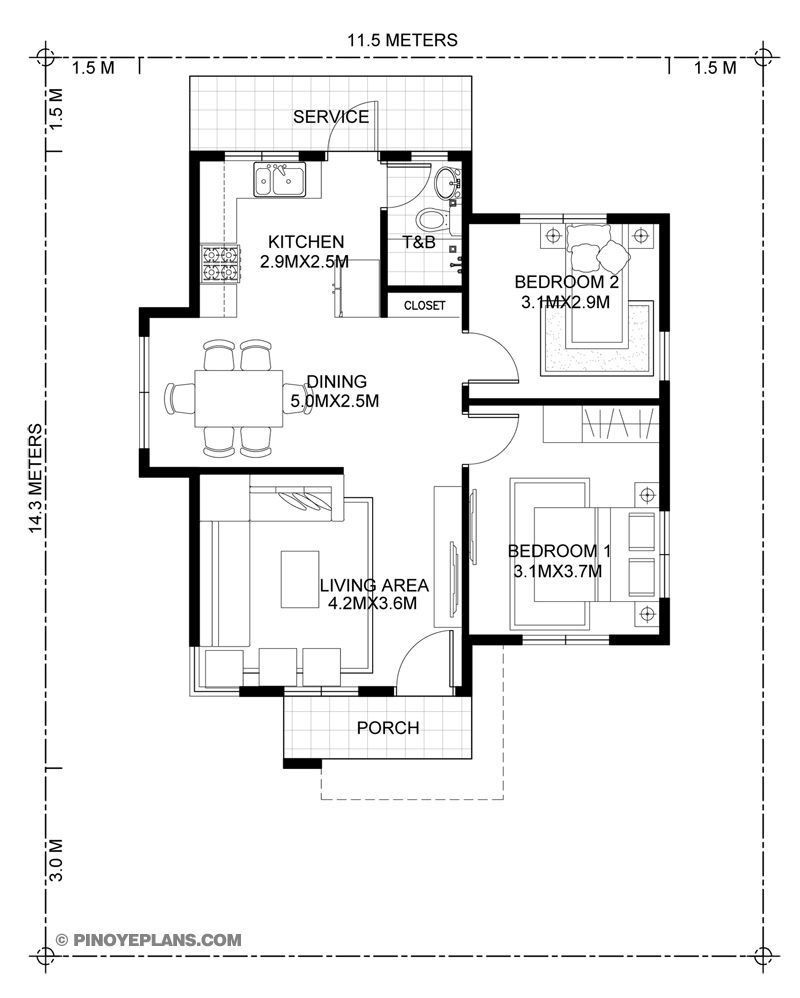 11.5 METERS
1.5 M
1.5 M
1.5 M
SERVICE
KITCHEN
2.9MX2.5M
T&B
CLOSET
BEDROOM 2
3.1MX2.9M
DINING
5.0MX2.5M
14.3 METERS
BEDROOM 1
3.1MX3.7M
LIVING AREA
4.2MX3.6M
PORCH
3.0 M
© PINOYEPLANS.COM